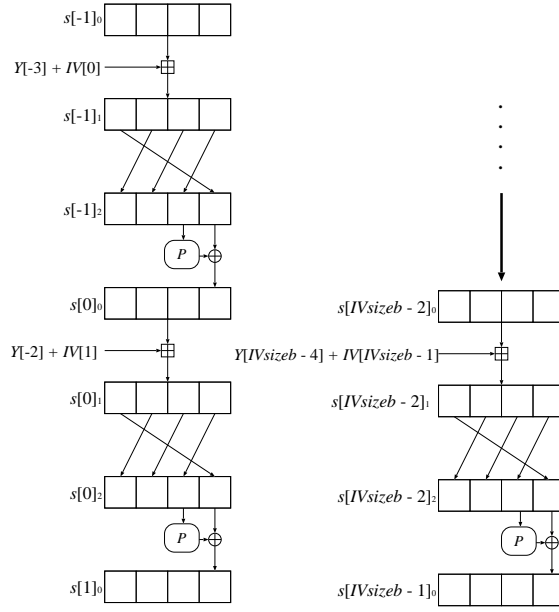 s[-1]₀
Y[-3] + IV[0]
s[-1]₁
s[-1]₂
P
s[0]₀
Y[-2] + IV[1]
s[0]₁
s[0]₂
P
s[1]₀
s[IVsizeb - 2]₀
Y[IVsizeb - 4] + IV[IVsizeb - 1]
s[IVsizeb - 2]₁
s[IVsizeb - 2]₂
P
s[IVsizeb - 1]₀